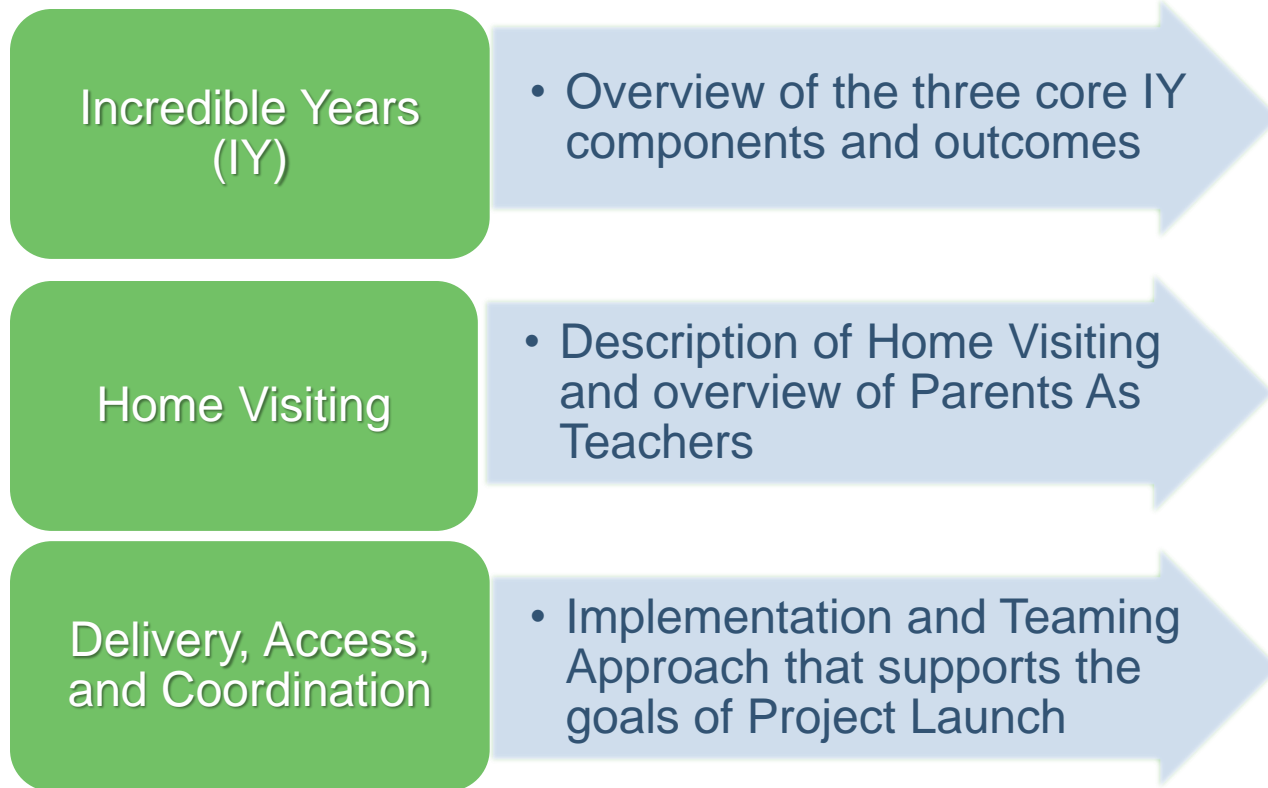 Incredible Years
(IY)
• Overview of the three core IY
components and outcomes
Home Visiting
• Description of Home Visiting
and overview of Parents As
Teachers
Delivery, Access,
and Coordination
• Implementation and Teaming
Approach that supports the
goals of Project Launch